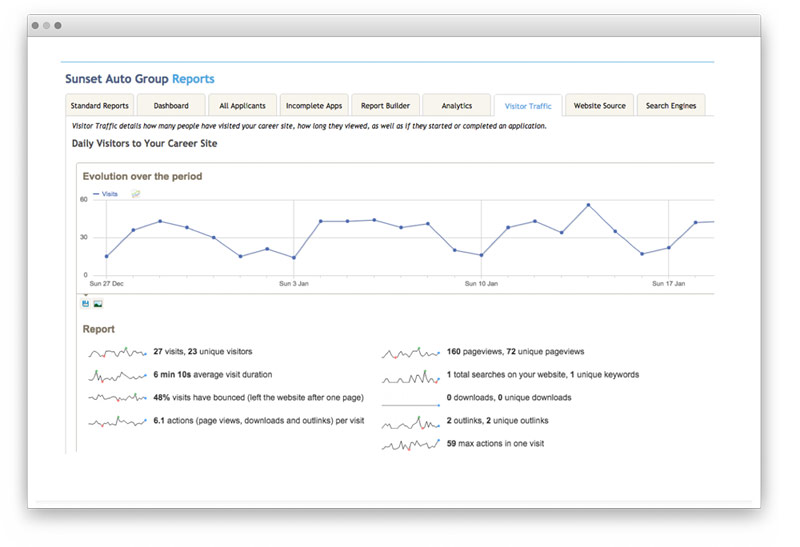 Sunset Auto Group Reports
Standard Reports Dashboard All Applicants Incomplete Apps Report Builder Analytics Visitor Traffic Website Source Search Engines
Visitor Traffic details how many people have visited your career site, how long they viewed, as well as if they started or completed an application.
Daily Visitors to Your Career Site
Evolution over the period
Visits
60
30
0
Sun 27 Dec Sun 3 Jan Sun 10 Jan Sun 17 Jan
Report
27 visits, 23 unique visitors
6 min 10s average visit duration
48% visits have bounced (left the website after one page)
6.1 actions (page views, downloads and outlinks) per visit
160 pageviews, 72 unique pageviews
1 total searches on your website, 1 unique keywords
0 downloads, 0 unique downloads
2 outlinks, 2 unique outlinks
59 max actions in one visit